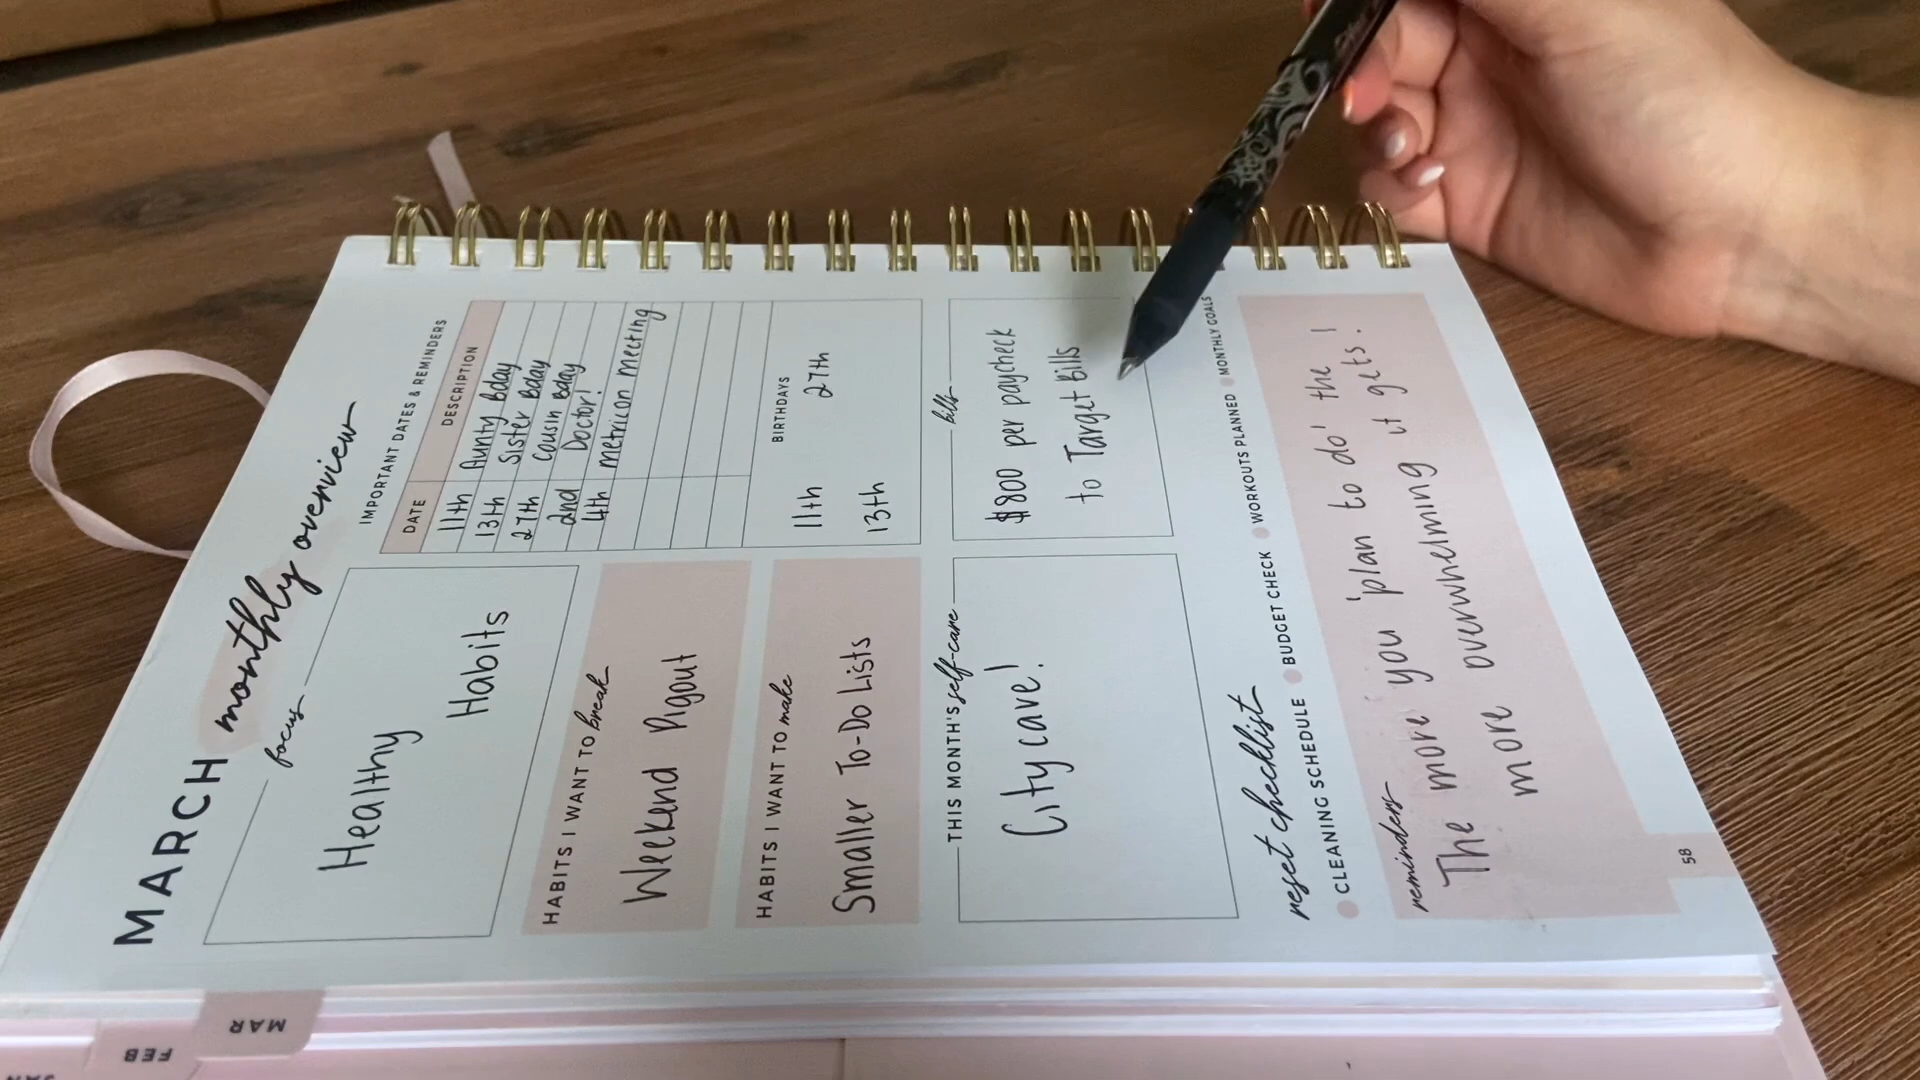 MARCH monthly overview
focus
Healthy
Habits
HABITS I WANT TO break
Weekend Pigout
HABITS I WANT TO make
Smaller To-Do Lists
IMPORTANT DATES & REMINDERS
DATE DESCRIPTION
11th Aunty Bday
13th Sister Bday
27th Cousin Bday
2nd Doctor!
4th metricon meeting
BIRTHDAYS
11th 27th
13th
THIS MONTH'S self-care
City cave!
bills
$800 per paycheck
to Target Bills
reset checklist
CLEANING SCHEDULE BUDGET CHECK WORKOUTS PLANNED MONTHLY GOALS
reminders
The more you 'plan to do' the
more overwhelming it gets!
58
MAR
FEB
JAN